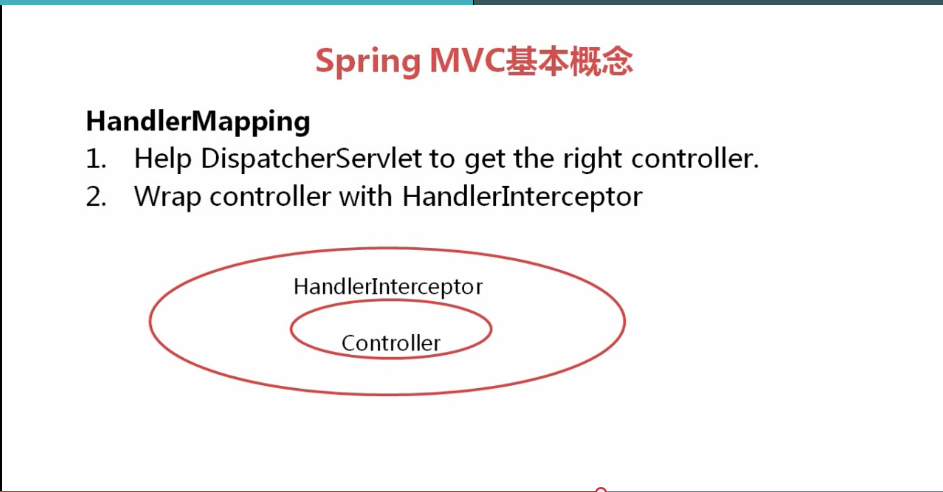 Spring MVC基本概念
HandlerMapping
1. Help DispatcherServlet to get the right controller.
2. Wrap controller with HandlerInterceptor
HandlerInterceptor
Controller